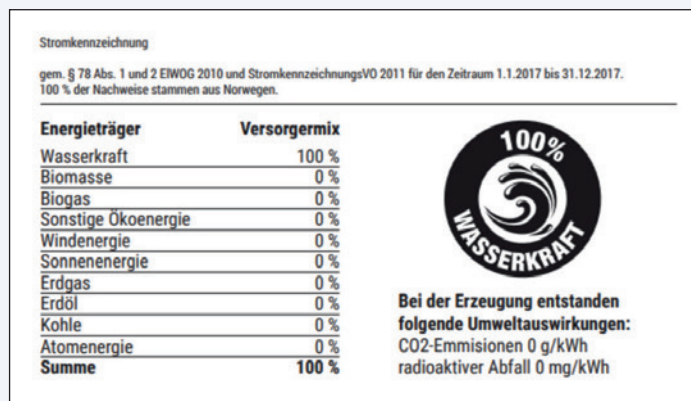 Stromkennzeichnung
gem. § 78 Abs. 1 und 2 ElWOG 2010 und StromkennzeichnungsVO 2011 für den Zeitraum 1.1.2017 bis 31.12.2017.
100 % der Nachweise stammen aus Norwegen.
Energieträger Versorgermix
Wasserkraft 100 %
Biomasse 0 %
Biogas 0 %
Sonstige Ökoenergie 0 %
Windenergie 0 %
Sonnenenergie 0 %
Erdgas 0 %
Erdöl 0 %
Kohle 0 %
Atomenergie 0 %
Summe 100 %
100%
WASSERKRAFT
Bei der Erzeugung entstanden
folgende Umweltauswirkungen:
CO2-Emmisionen 0 g/kWh
radioaktiver Abfall 0 mg/kWh